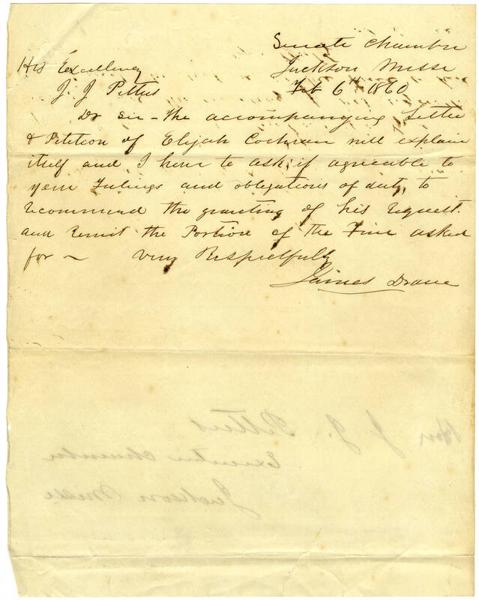 Senate Chamber
Jackson Missi
Feb 6th 1860
His Excellency
J. J. Pettus
Dr Sir - The accompanying Letter
& Petition of Elijah Cochran will explain
itself and I have to ask, if agreeable to
your Feelings and obligations of duty, to
recommend the granting of his request
and Remit the Portion of the Fine asked
for ~ Very Respectfully
James Drane
Hon J. J. Pettus
Executive Chamber
Jackson Missi